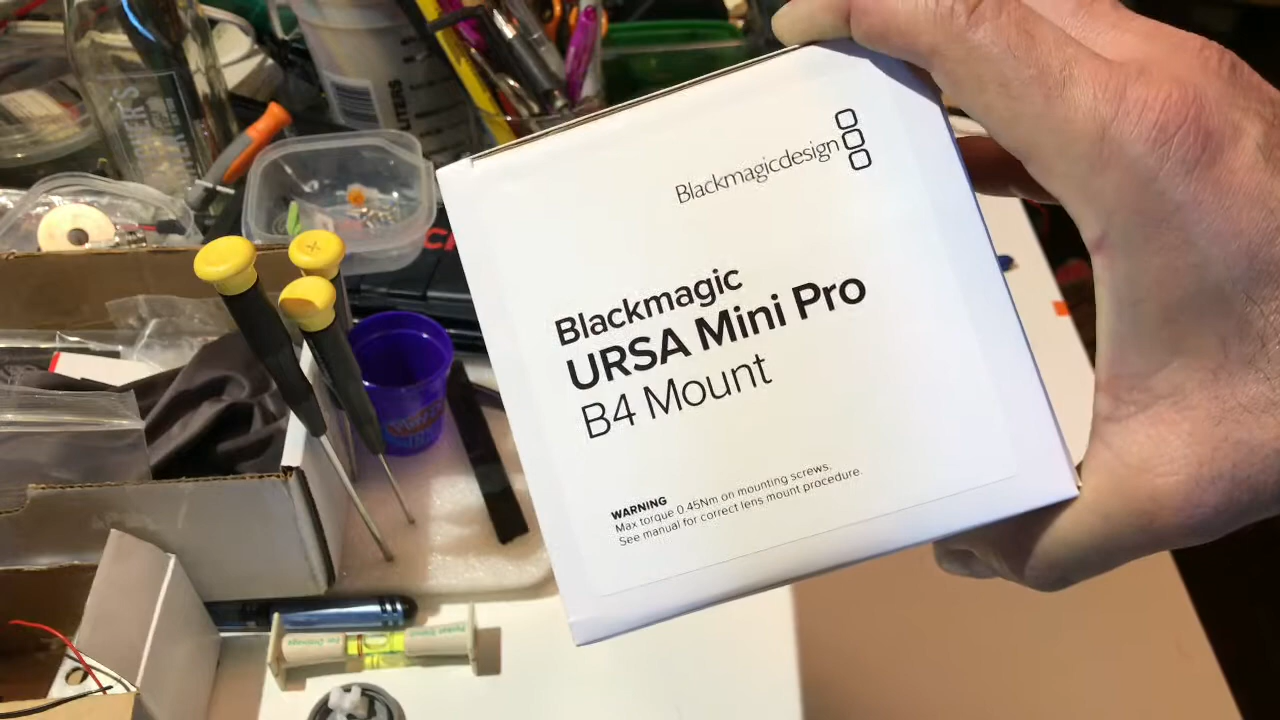 Blackmagicdesign
Blackmagic
URSA Mini Pro
B4 Mount
WARNING
Max torque 0.45Nm on mounting screws.
See manual for correct lens mount procedure.
LITERS